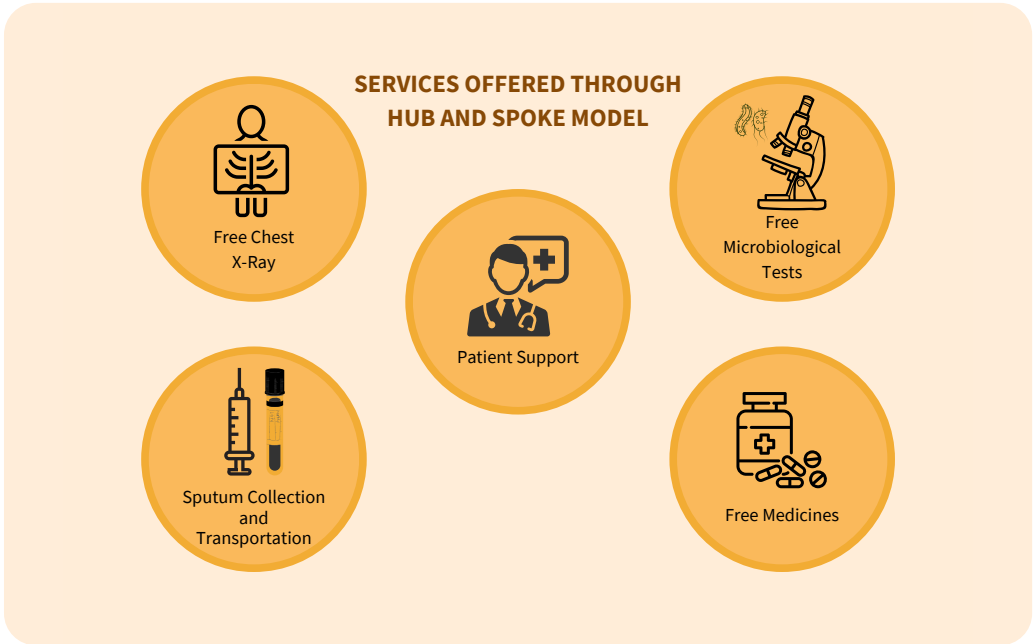 SERVICES OFFERED THROUGH
HUB AND SPOKE MODEL
Free Chest
X-Ray
Free
Microbiological
Tests
Patient Support
Sputum Collection
and
Transportation
Free Medicines